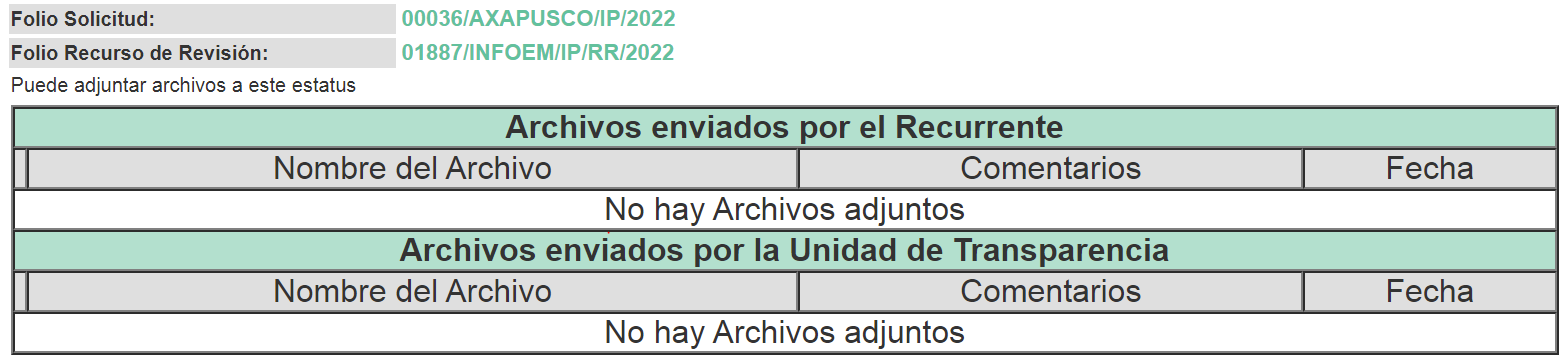 Folio Solicitud: 00036/AXAPUSCO/IP/2022
Folio Recurso de Revisión: 01887/INFOEM/IP/RR/2022
Puede adjuntar archivos a este estatus
Archivos enviados por el Recurrente
Nombre del Archivo Comentarios Fecha
No hay Archivos adjuntos
Archivos enviados por la Unidad de Transparencia
Nombre del Archivo Comentarios Fecha
No hay Archivos adjuntos